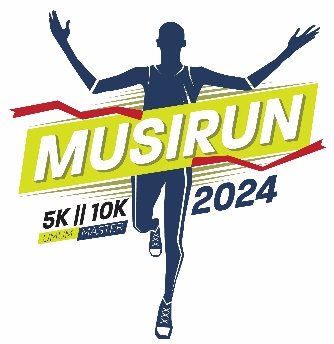 MUSIRUN
5K || 10K
UMUM MASTER
2024